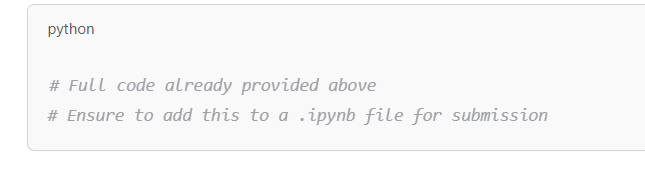 python
# Full code already provided above
# Ensure to add this to a .ipynb file for submission